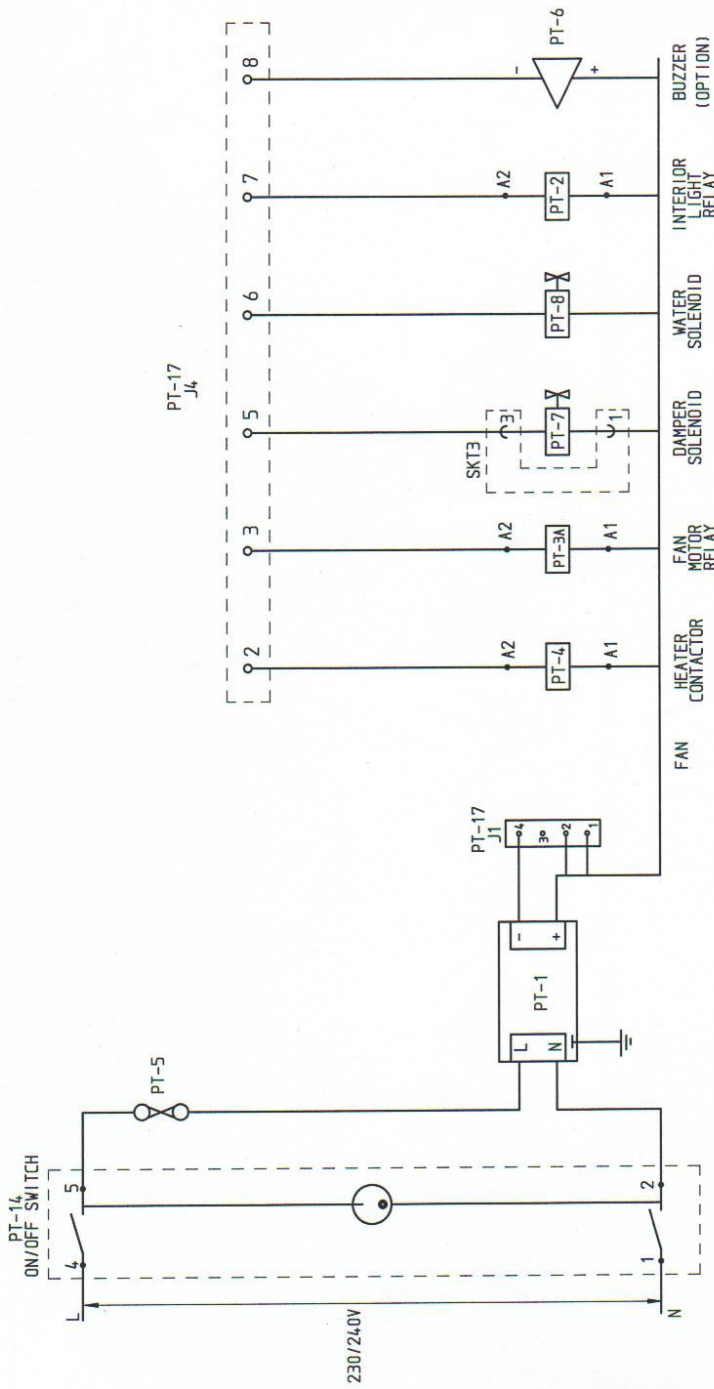 PT-14
ON/OFF SWITCH
L
4
5
230/240V
1
2
N
PT-5
L
N
PT-1
-
+
PT-17
J1
4
3
2
1
FAN
PT-17
J4
2
3
5
6
7
8
A2
PT-4
A1
HEATER
CONTACTOR
A2
PT-3A
A1
FAN
MOTOR
RELAY
SKT3
3
PT-7
1
DAMPER
SOLENOID
PT-8
WATER
SOLENOID
A2
PT-2
A1
INTERIOR
LIGHT
RELAY
-
+
PT-6
BUZZER
(OPTION)